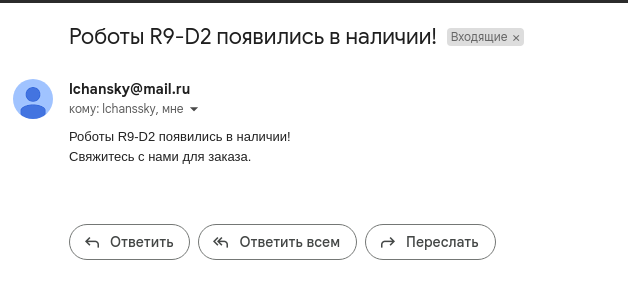 Роботы R9-D2 появились в наличии! Входящие ×
lchansky@mail.ru
кому: lchanssky, мне
Роботы R9-D2 появились в наличии!
Свяжитесь с нами для заказа.
Ответить Ответить всем Переслать